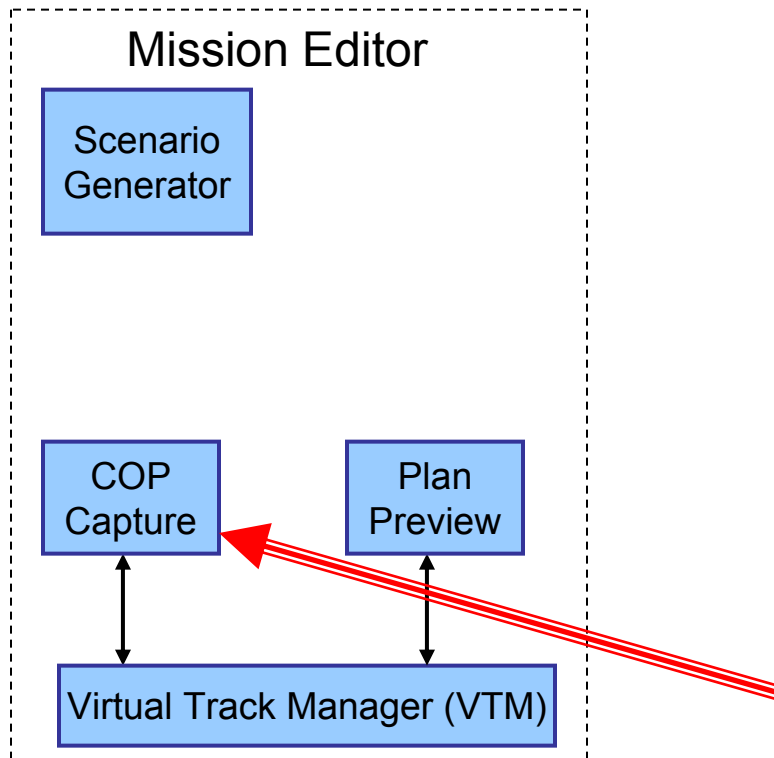 Mission Editor
Scenario
Generator
COP
Capture
Plan
Preview
Virtual Track Manager (VTM)